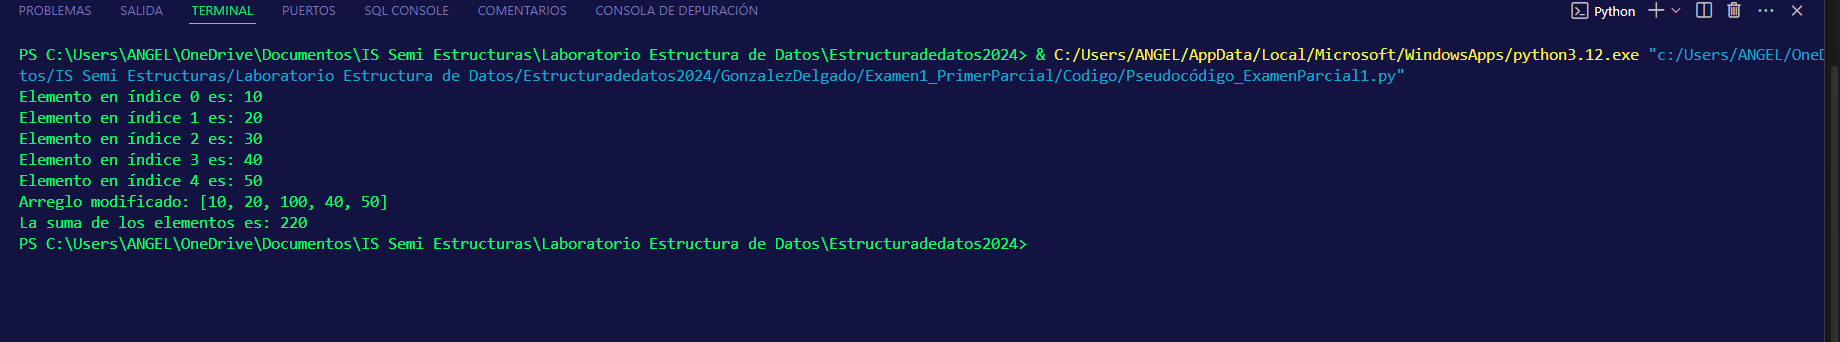 PROBLEMAS SALIDA TERMINAL PUERTOS SQL CONSOLE COMENTARIOS CONSOLA DE DEPURACIÓN Python
PS C:\Users\ANGEL\OneDrive\Documentos\IS Semi Estructuras\Laboratorio Estructura de Datos\Estructuradedatos2024> & C:/Users/ANGEL/AppData/Local/Microsoft/WindowsApps/python3.12.exe "c:/Users/ANGEL/OneD
tos/IS Semi Estructuras/Laboratorio Estructura de Datos/Estructuradedatos2024/GonzalezDelgado/Examen1_PrimerParcial/Codigo/Pseudocódigo_ExamenParcial1.py"
Elemento en índice 0 es: 10
Elemento en índice 1 es: 20
Elemento en índice 2 es: 30
Elemento en índice 3 es: 40
Elemento en índice 4 es: 50
Arreglo modificado: [10, 20, 100, 40, 50]
La suma de los elementos es: 220
PS C:\Users\ANGEL\OneDrive\Documentos\IS Semi Estructuras\Laboratorio Estructura de Datos\Estructuradedatos2024>